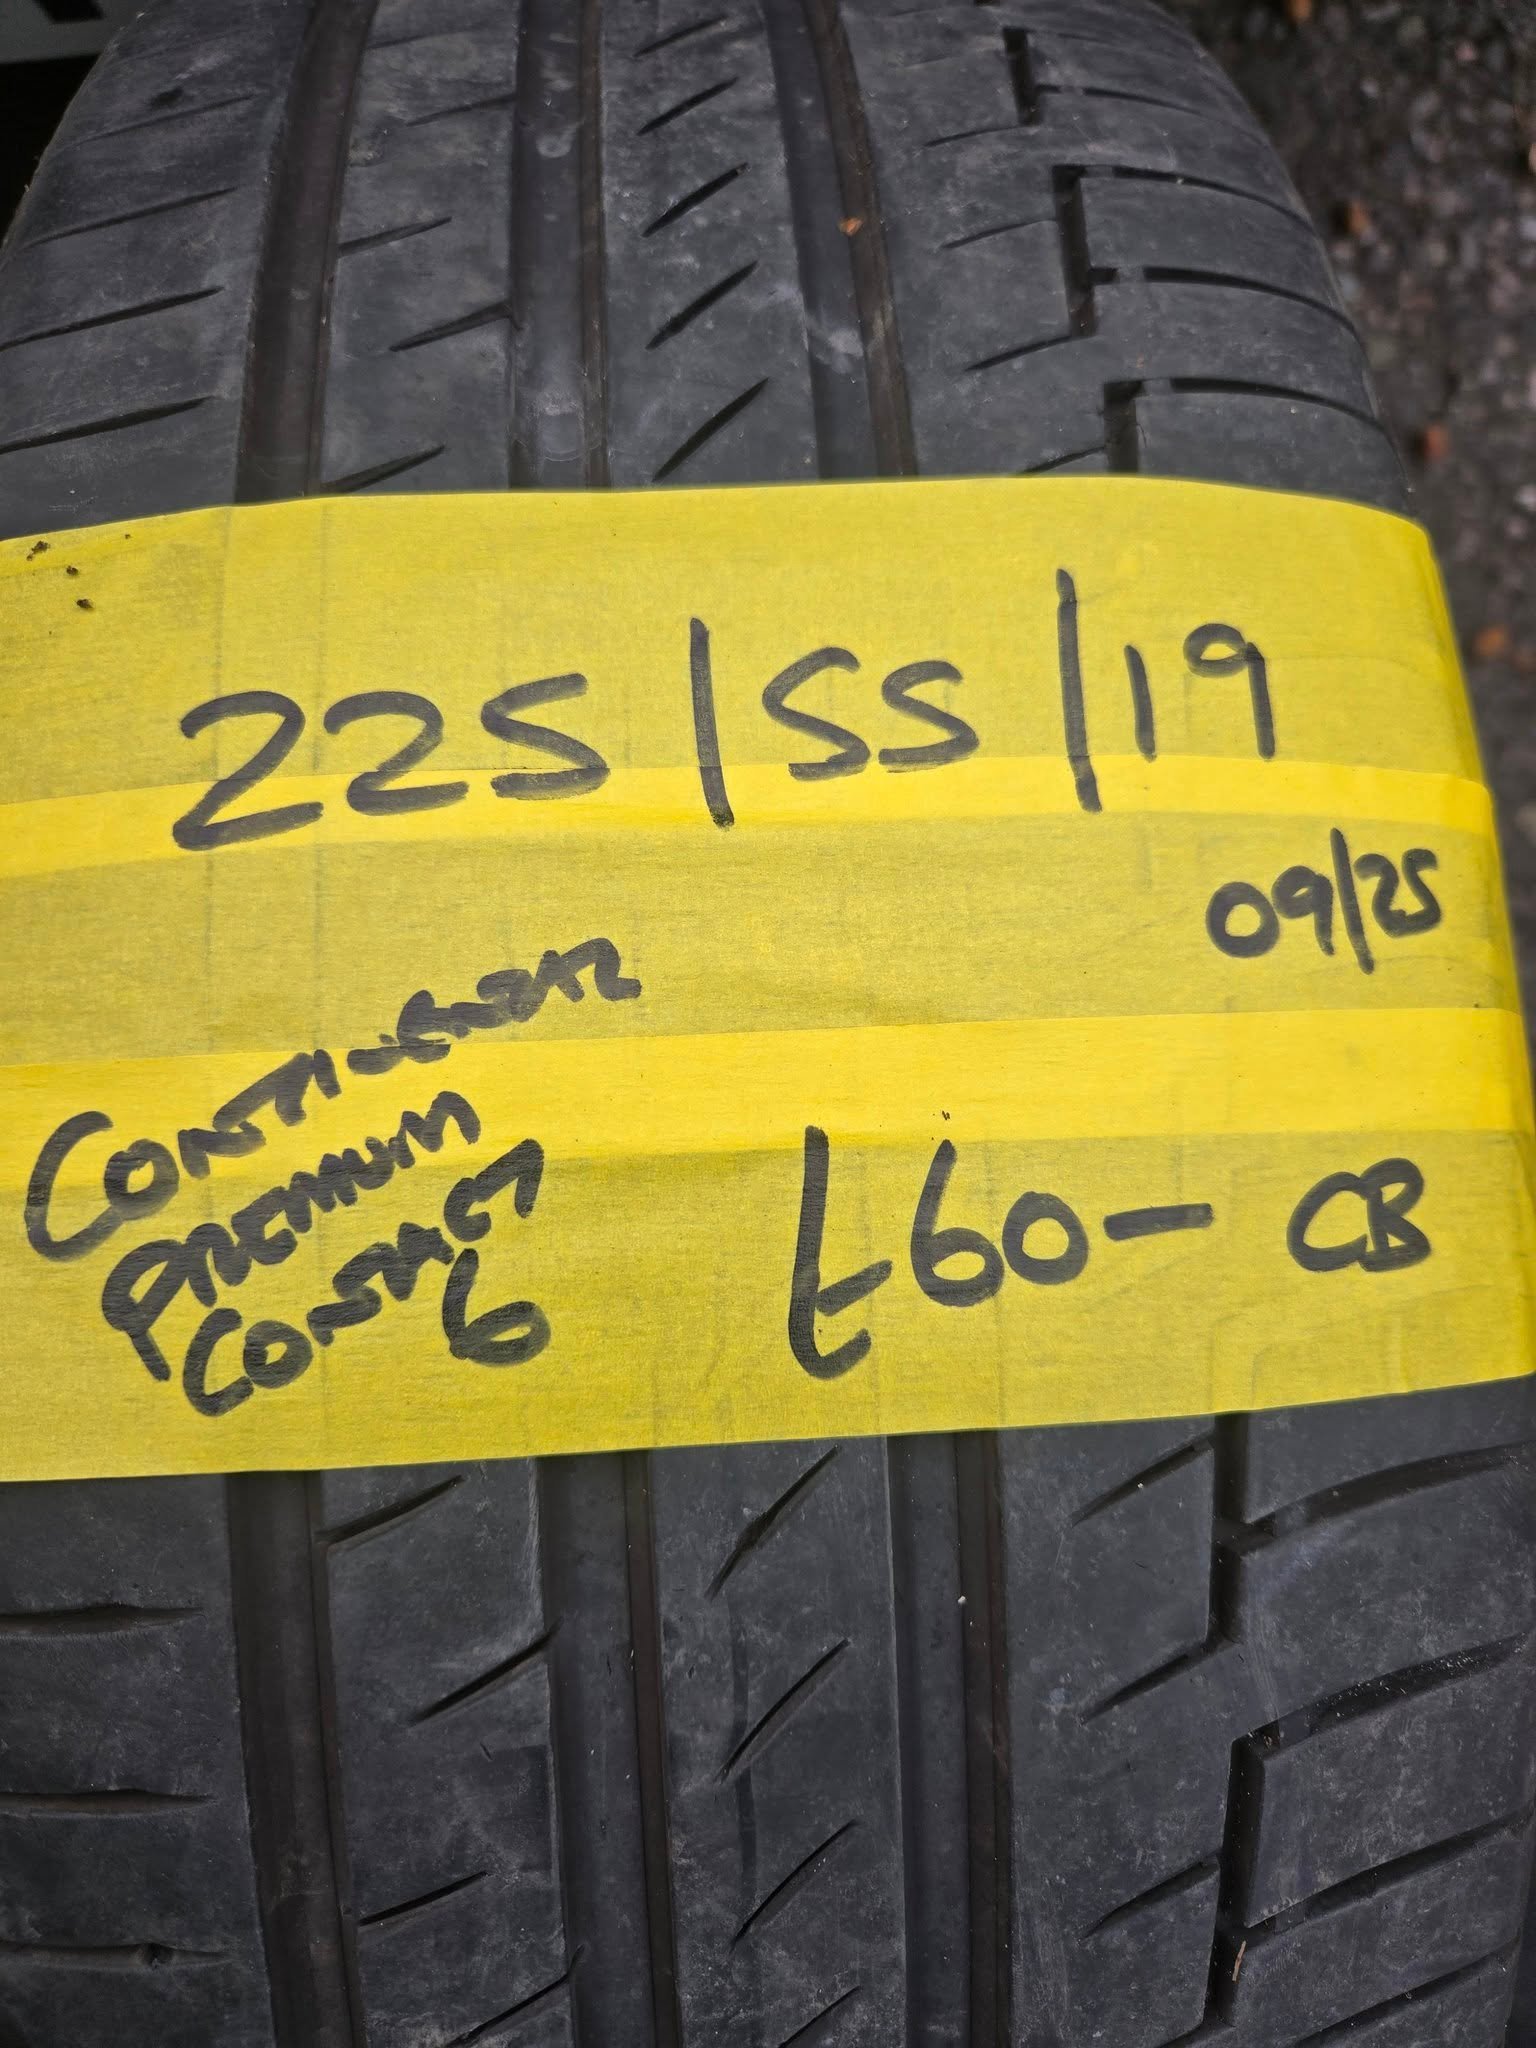 225/55/19
09/25
CONTINENTAL
PREMIUM
CONTACT
6
£60- CB